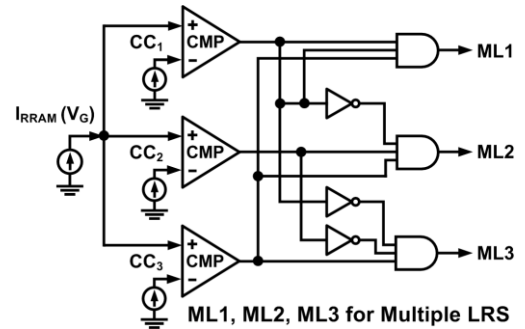 CC1
+
CMP
−
ML1
IRRAM (VG)
CC2
+
CMP
−
ML2
CC3
+
CMP
−
ML3
ML1, ML2, ML3 for Multiple LRS